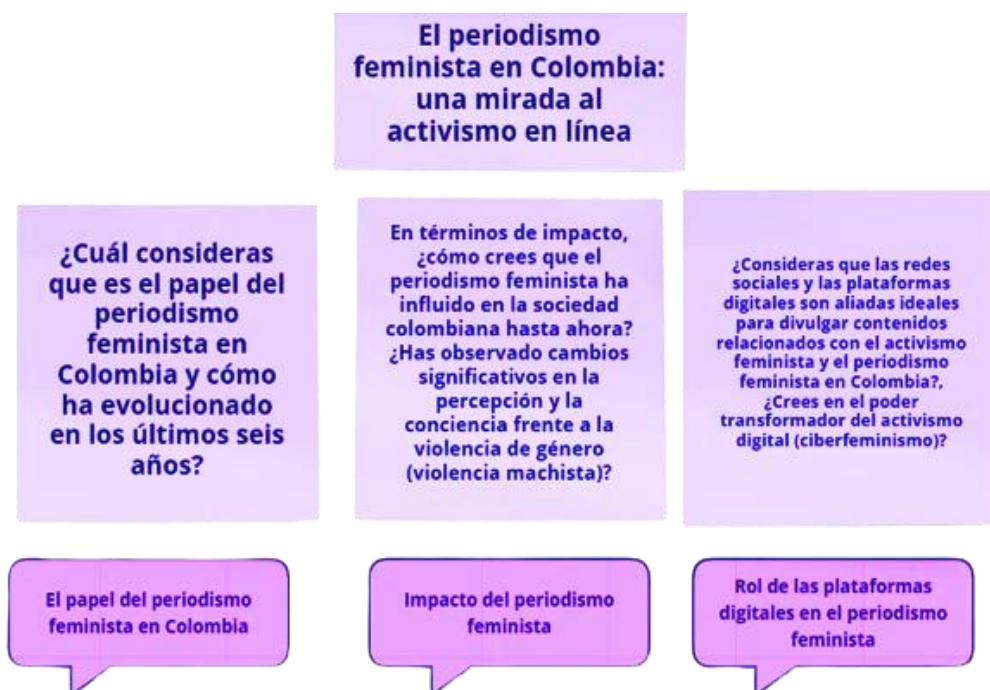 El periodismo
feminista en Colombia:
una mirada al
activismo en línea
¿Cuál consideras
que es el papel del
periodismo
feminista en
Colombia y cómo
ha evolucionado
en los últimos seis
años?
En términos de impacto,
¿cómo crees que el
periodismo feminista ha
influido en la sociedad
colombiana hasta ahora?
¿Has observado cambios
significativos en la
percepción y la
conciencia frente a la
violencia de género
(violencia machista)?
¿Consideras que las redes
sociales y las plataformas
digitales son aliadas ideales
para divulgar contenidos
relacionados con el activismo
feminista y el periodismo
feminista en Colombia?,
¿Crees en el poder
transformador del activismo
digital (ciberfeminismo)?
El papel del periodismo
feminista en Colombia
Impacto del periodismo
feminista
Rol de las plataformas
digitales en el periodismo
feminista